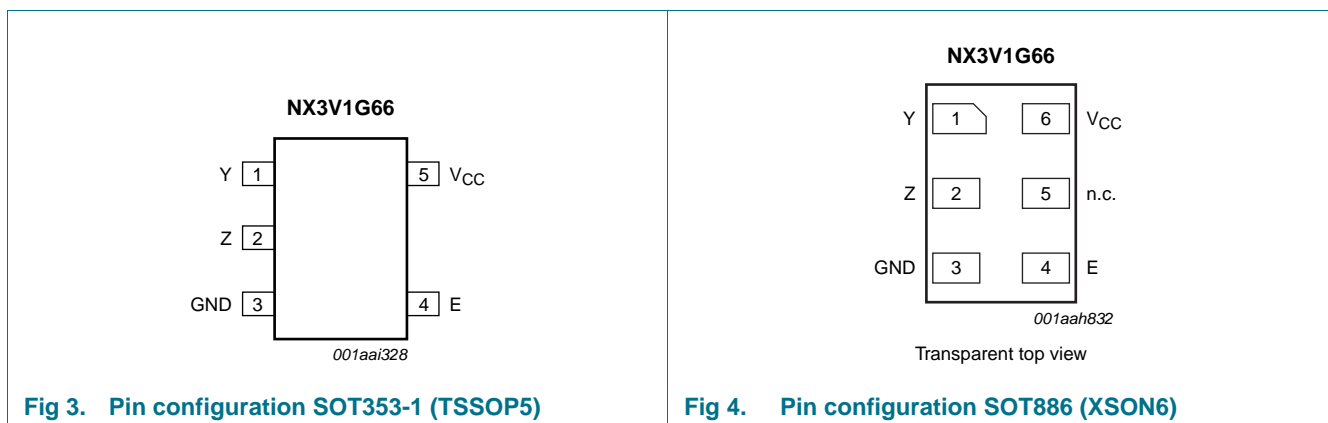 NX3V1G66
Y 1
5 VCC
Z 2
GND 3
4 E
001aai328
Fig 3. Pin configuration SOT353-1 (TSSOP5)
NX3V1G66
Y 1 6 VCC
Z 2 5 n.c.
GND 3 4 E
001aah832
Transparent top view
Fig 4. Pin configuration SOT886 (XSON6)